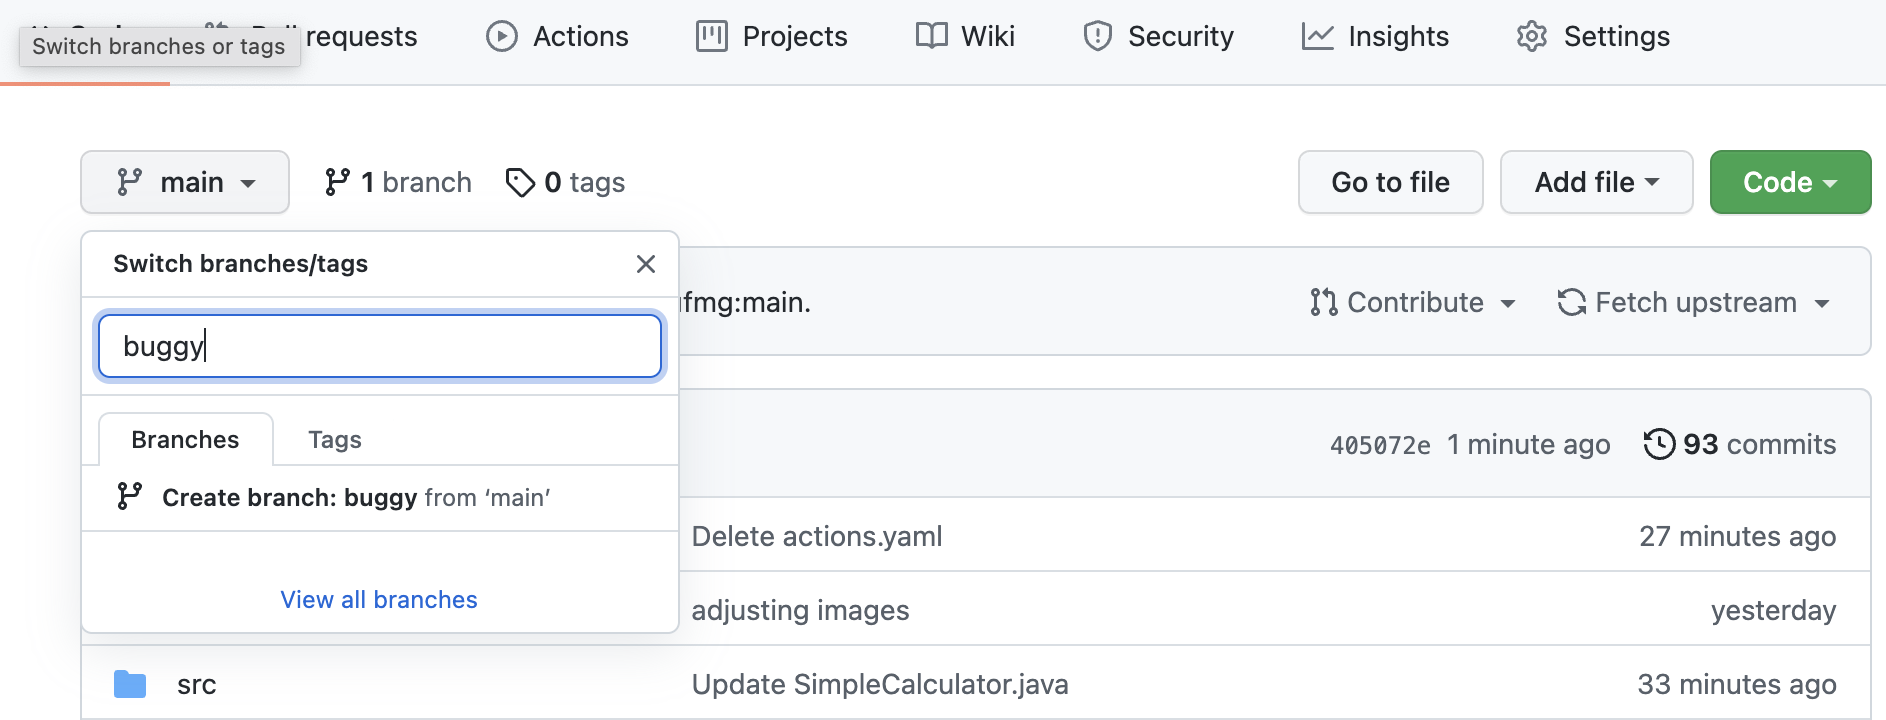 Switch branches or tags
requests
Actions
Projects
Wiki
Security
Insights
Settings
main
1 branch
0 tags
Go to file
Add file
Code
Switch branches/tags
fmg:main.
Contribute
Fetch upstream
buggy
Branches
Tags
405072e 1 minute ago
93 commits
Create branch: buggy from ‘main’
Delete actions.yaml
27 minutes ago
View all branches
adjusting images
yesterday
src
Update SimpleCalculator.java
33 minutes ago